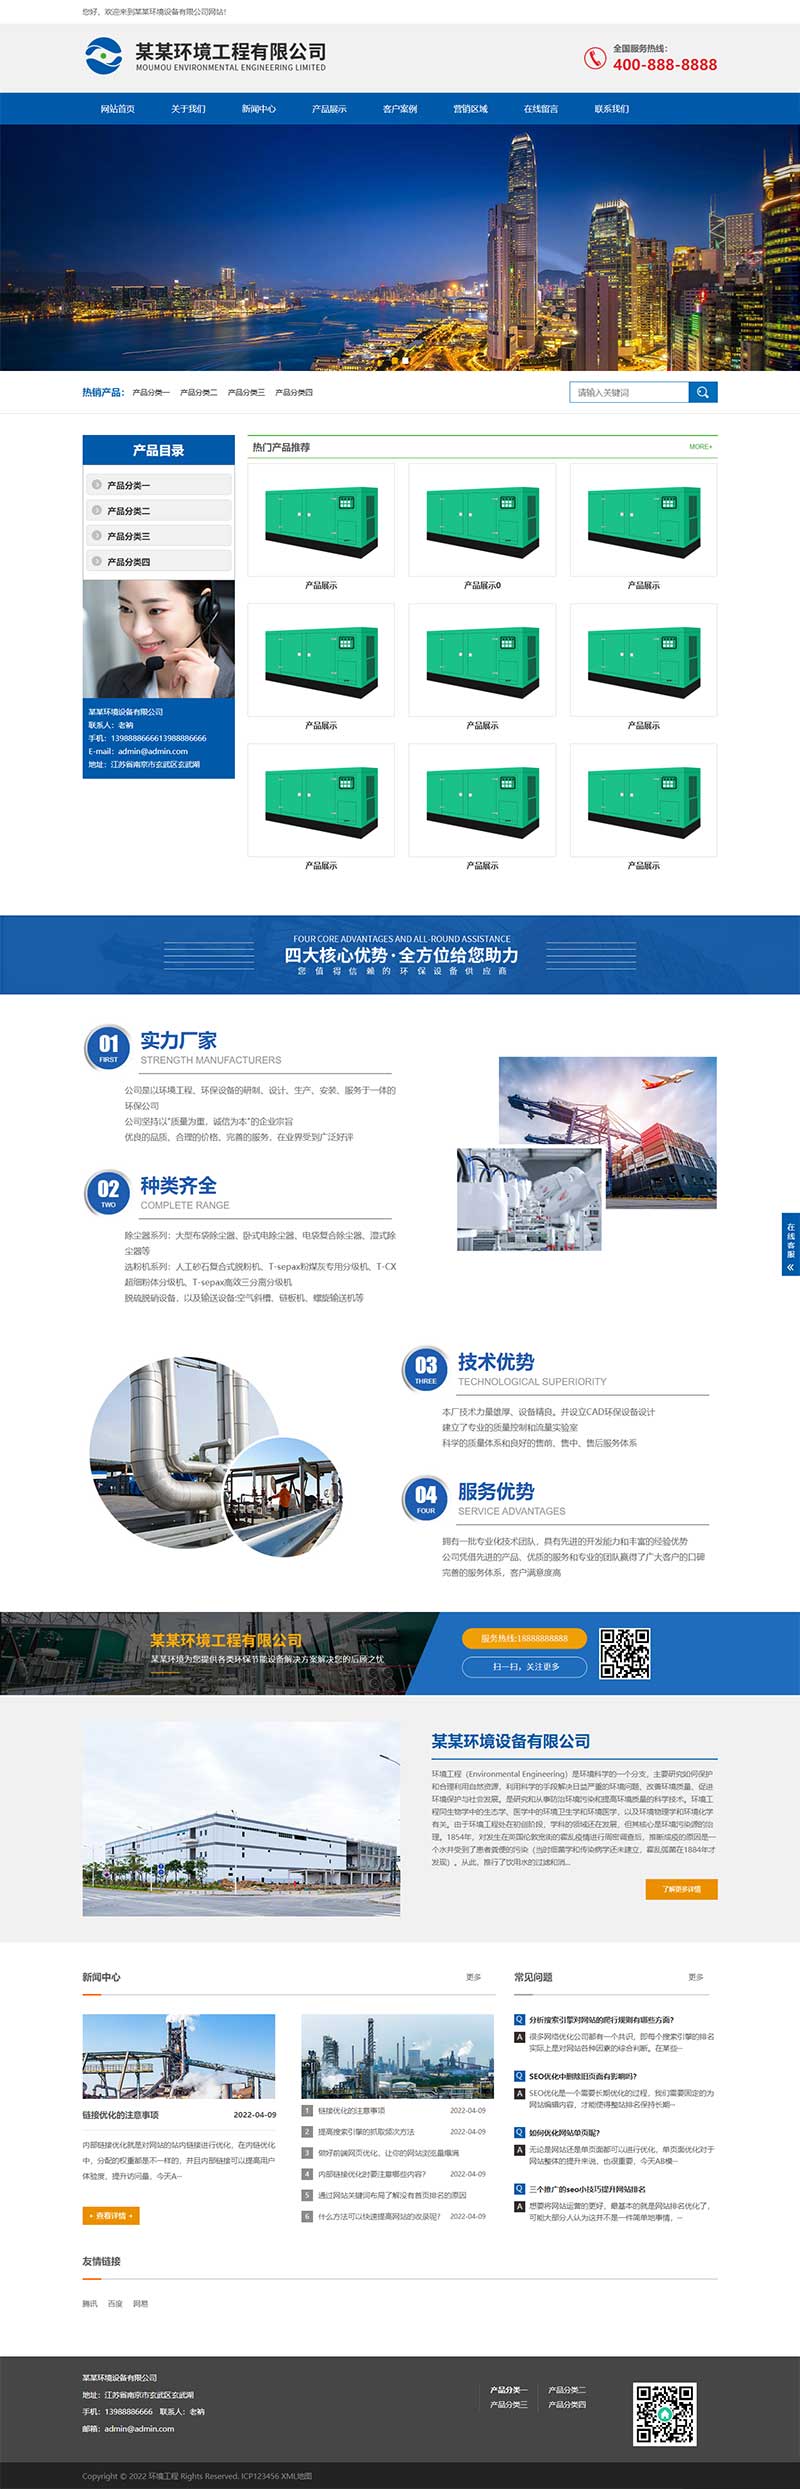 您好，欢迎来到某某环境设备有限公司网站！
某某环境工程有限公司
MOUMOU ENVIRONMENTAL ENGINEERING LIMITED
全国服务热线：
400-888-8888
网站首页 关于我们 新闻中心 产品展示 客户案例 营销区域 在线留言 联系我们
热销产品： 产品分类一 产品分类二 产品分类三 产品分类四
请输入关键词
产品目录
产品分类一
产品分类二
产品分类三
产品分类四
某某环境设备有限公司
联系人：老衲
手机：1398888666613988886666
E-mail：admin@admin.com
地址：江苏省南京市玄武区玄武湖
热门产品推荐 MORE+
产品展示 产品展示0 产品展示
产品展示 产品展示 产品展示
产品展示 产品展示 产品展示
FOUR CORE ADVANTAGES AND ALL-ROUND ASSISTANCE
四大核心优势·全方位给您助力
您值得信赖的环保设备供应商
01 FIRST
实力厂家
STRENGTH MANUFACTURERS
公司是以环境工程、环保设备的研制、设计、生产、安装、服务于一体的
环保公司
公司坚持以"质量为重，诚信为本"的企业宗旨
优良的品质、合理的价格、完善的服务，在业界受到广泛好评
02 TWO
种类齐全
COMPLETE RANGE
除尘器系列：大型布袋除尘器、卧式电除尘器、电袋复合除尘器、湿式除
尘器等
选粉机系列：人工砂石复合式脱粉机、T-sepax粉煤灰专用分级机、T-CX
超细粉体分级机、T-sepax高效三分离分级机
脱硫脱硝设备，以及输送设备:空气斜槽、链板机、螺旋输送机等
在线客服
03 THREE
技术优势
TECHNOLOGICAL SUPERIORITY
本厂技术力量雄厚、设备精良。并设立CAD环保设备设计
建立了专业的质量控制和流量实验室
科学的质量体系和良好的售前、售中、售后服务体系
04 FOUR
服务优势
SERVICE ADVANTAGES
拥有一批专业化技术团队，具有先进的开发能力和丰富的经验优势
公司凭借先进的产品、优质的服务和专业的团队赢得了广大客户的口碑
完善的服务体系，客户满意度高
某某环境工程有限公司
某某环境为您提供各类环保节能设备解决方案解决您的后顾之忧
服务热线:18888888888
扫一扫，关注更多
某某环境设备有限公司
环境工程（Environmental Engineering）是环境科学的一个分支，主要研究如何保护
和合理利用自然资源，利用科学的手段解决日益严重的环境问题、改善环境质量、促进
环境保护与社会发展。是研究和从事防治环境污染和提高环境质量的科学技术。环境工
程同生物学中的生态学、医学中的环境卫生学和环境医学，以及环境物理学和环境化学
有关。由于环境工程处在初创阶段，学科的领域还在发展，但其核心是环境污染源的治
理。1854年，对发生在英国伦敦宽街的霍乱疫情进行周密调查后，推断成疫的原因是一
个水井受到了患者粪便的污染（当时细菌学和传染病学还未建立，霍乱弧菌在1884年才
发现）。从此，推行了饮用水的过滤和消...
了解更多详情
新闻中心 更多
链接优化的注意事项 2022-04-09
内部链接优化就是对网站的站内链接进行优化，在内链优化
中，分配的权重都是不一样的，并且内部链接可以提高用户
体验度，提升访问量，今天A···
+ 查看详情 +
1 链接优化的注意事项 2022-04-09
2 提高搜索引擎的抓取频次方法 2022-04-09
3 做好前端网页优化，让你的网站浏览量爆满
4 内部链接优化时要注意哪些内容？ 2022-04-09
5 通过网站关键词布局了解没有首页排名的原因
6 什么方法可以快速提高网站的收录呢？ 2022-04-09
常见问题 更多
Q 分析搜索引擎对网站的爬行规则有哪些方面？
A 很多网络优化公司都有一个共识，即每个搜索引擎的排名
实际上是对网站各种因素的综合判断。在某些···
Q SEO优化中删除旧页面有影响吗？
A SEO优化是一个需要长期优化的过程，我们需要固定的为
网站编辑内容，才能使得整站排名保持长期···
Q 如何优化网站单页呢？
A 无论是网站还是单页面都可以进行优化，单页面优化对于
网站整体的提升来说，也很重要，今天AB模···
Q 三个推广的seo小技巧提升网站排名
A 想要将网站运营的更好，最基本的就是网站排名优化了，
可能大部分人认为这并不是一件简单地事情，···
友情链接
腾讯 百度 网易
某某环境设备有限公司
地址：江苏省南京市玄武区玄武湖
手机：13988886666 联系人：老衲
邮箱：admin@admin.com
产品分类一 产品分类二
产品分类三 产品分类四
Copyright © 2022 环境工程 Rights Reserved. ICP123456 XML地图